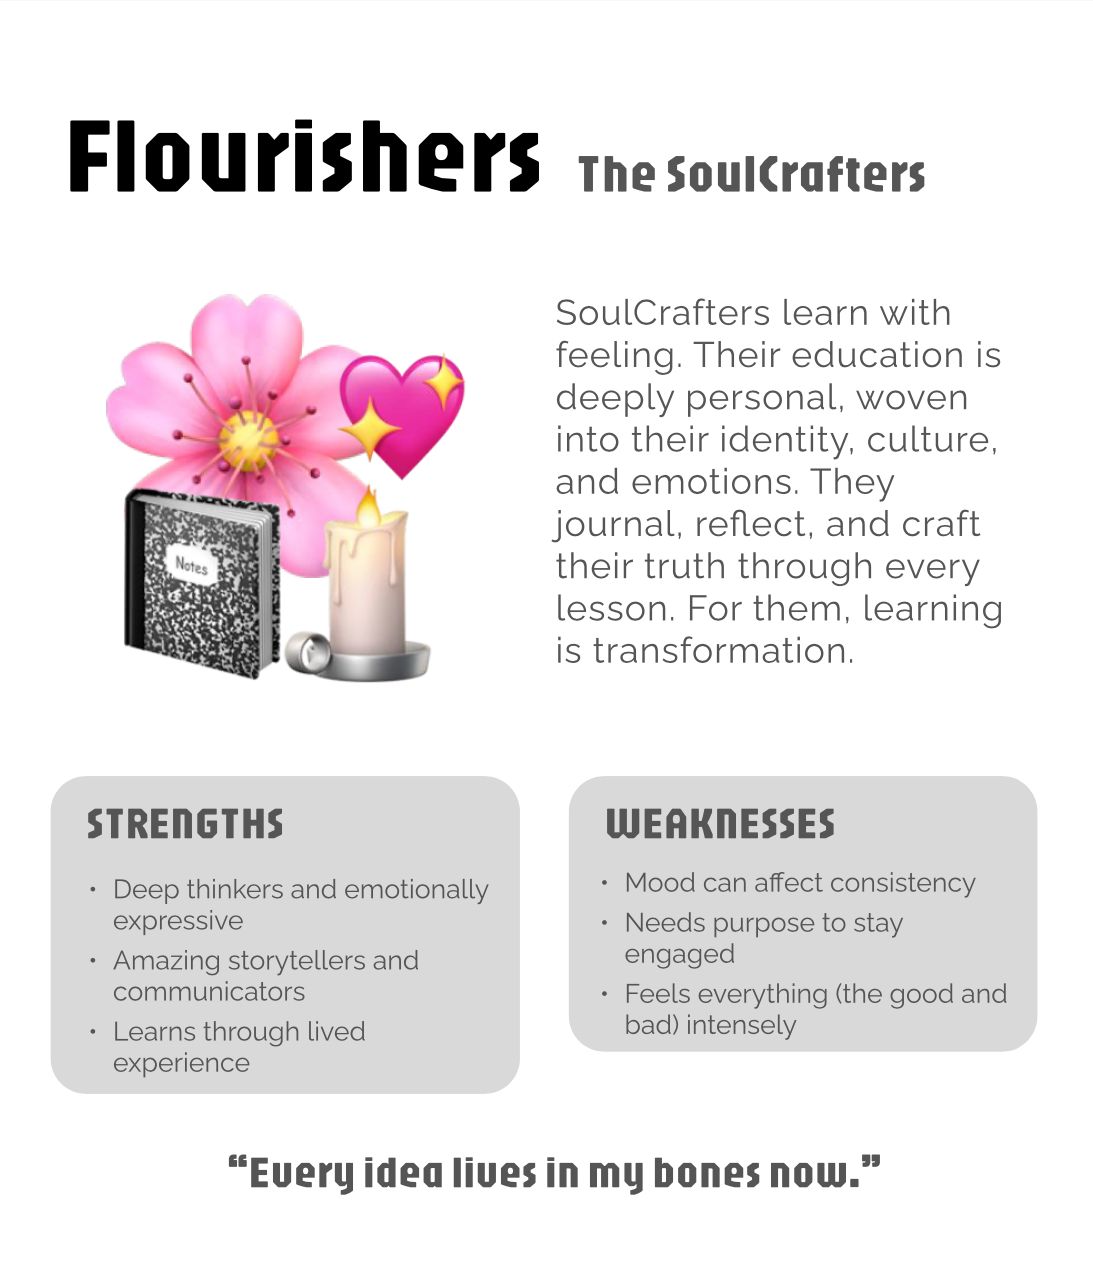 Flourishers The SoulCrafters
SoulCrafters learn with
feeling. Their education is
deeply personal, woven
into their identity, culture,
and emotions. They
journal, reflect, and craft
their truth through every
lesson. For them, learning
is transformation.
Notes
STRENGTHS
• Deep thinkers and emotionally
expressive
• Amazing storytellers and
communicators
• Learns through lived
experience
WEAKNESSES
• Mood can affect consistency
• Needs purpose to stay
engaged
• Feels everything (the good and
bad) intensely
“Every idea lives in my bones now.”